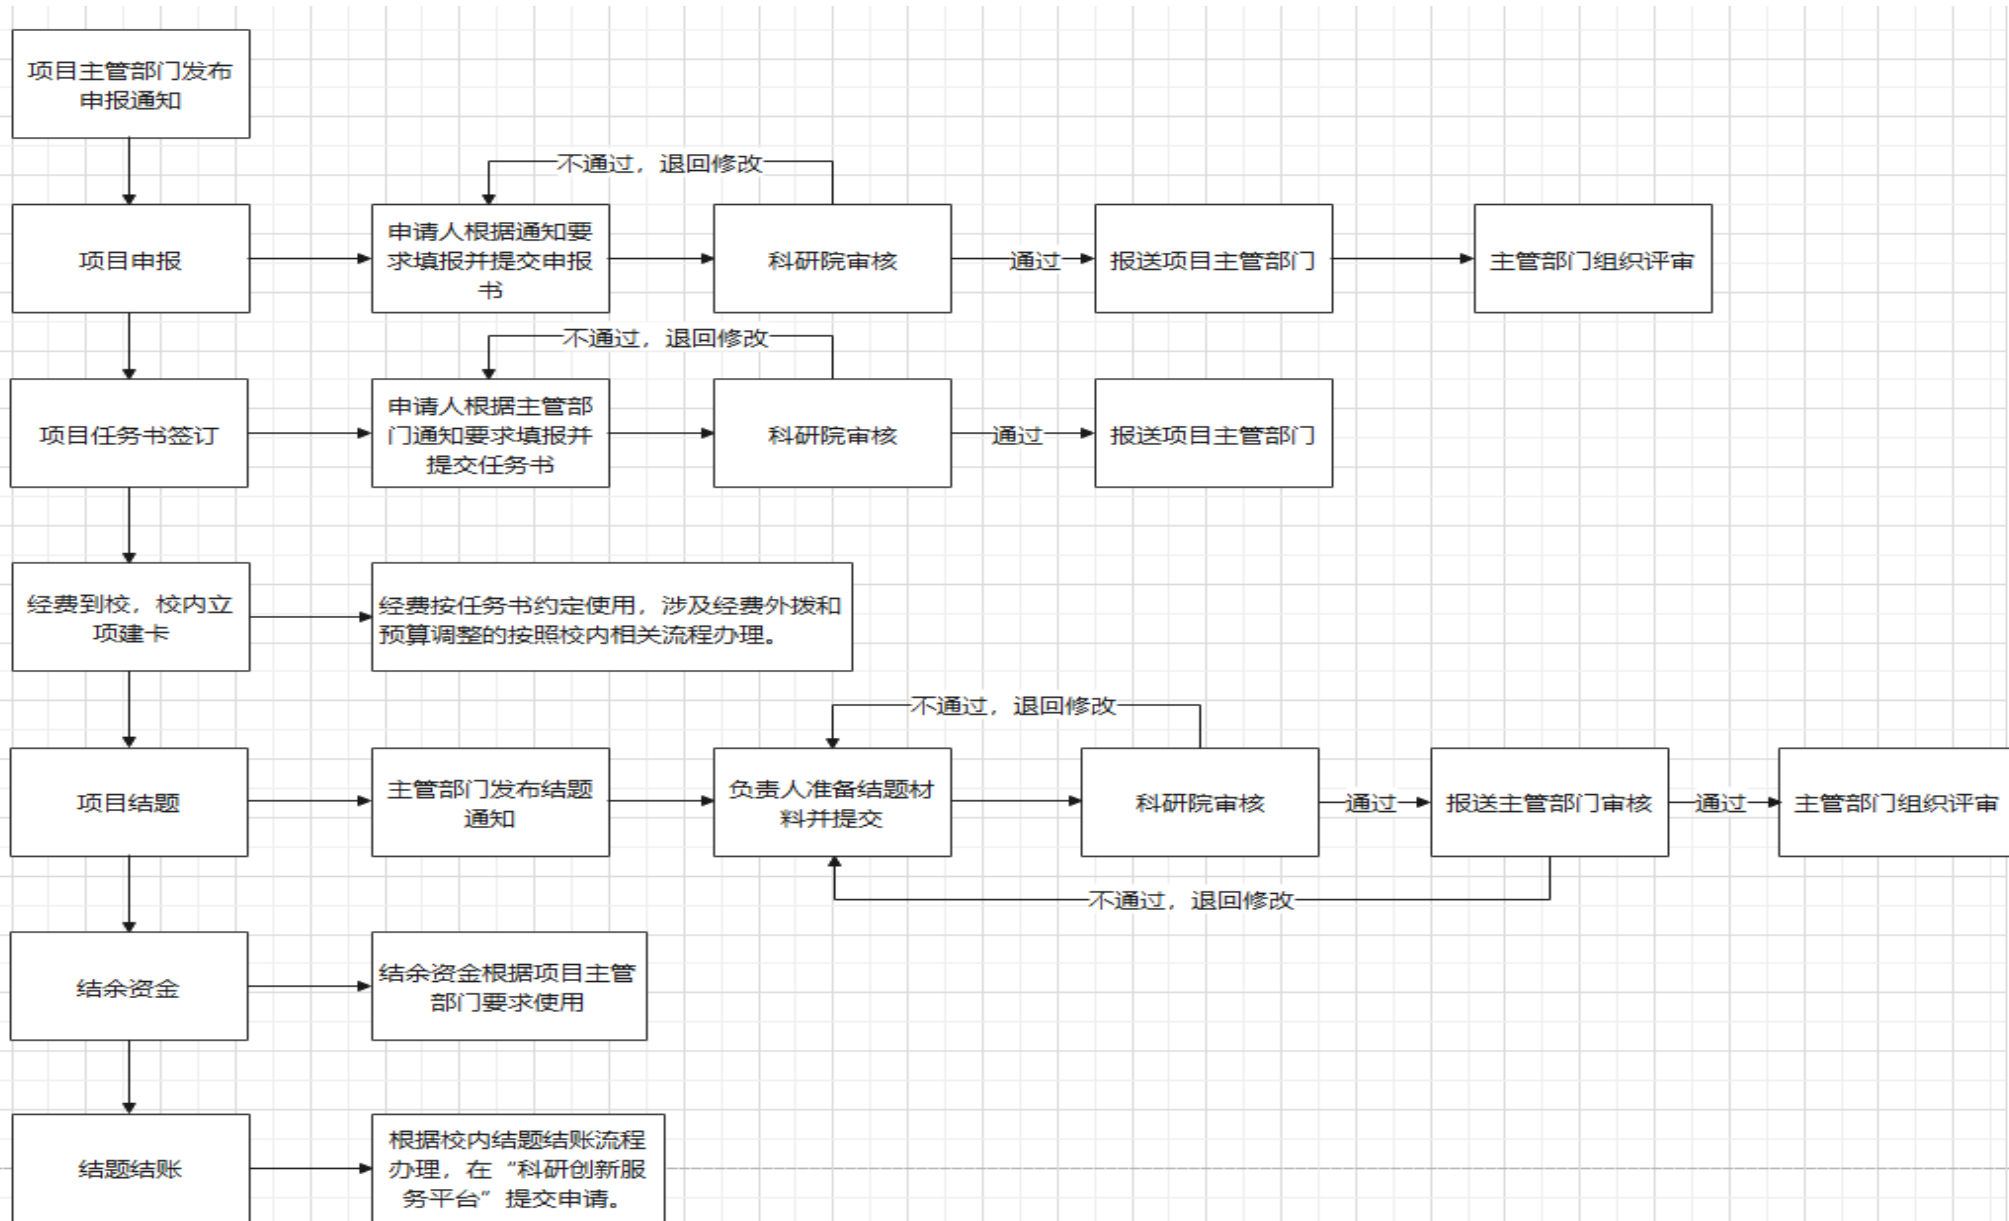 项目主管部门发布
申报通知
不通过，退回修改
项目申报
申请人根据通知要
求填报并提交申报
书
科研院审核
通过
报送项目主管部门
主管部门组织评审
不通过，退回修改
项目任务书签订
申请人根据主管部
门通知要求填报并
提交任务书
科研院审核
通过
报送项目主管部门
经费到校，校内立
项建卡
经费按任务书约定使用，涉及经费外拨和
预算调整的按照校内相关流程办理。
不通过，退回修改
项目结题
主管部门发布结题
通知
负责人准备结题材
料并提交
科研院审核
通过
报送主管部门审核
通过
主管部门组织评审
不通过，退回修改
结余资金
结余资金根据项目主管
部门要求使用
结题结账
根据校内结题结账流程
办理，在“科研创新服
务平台”提交申请。